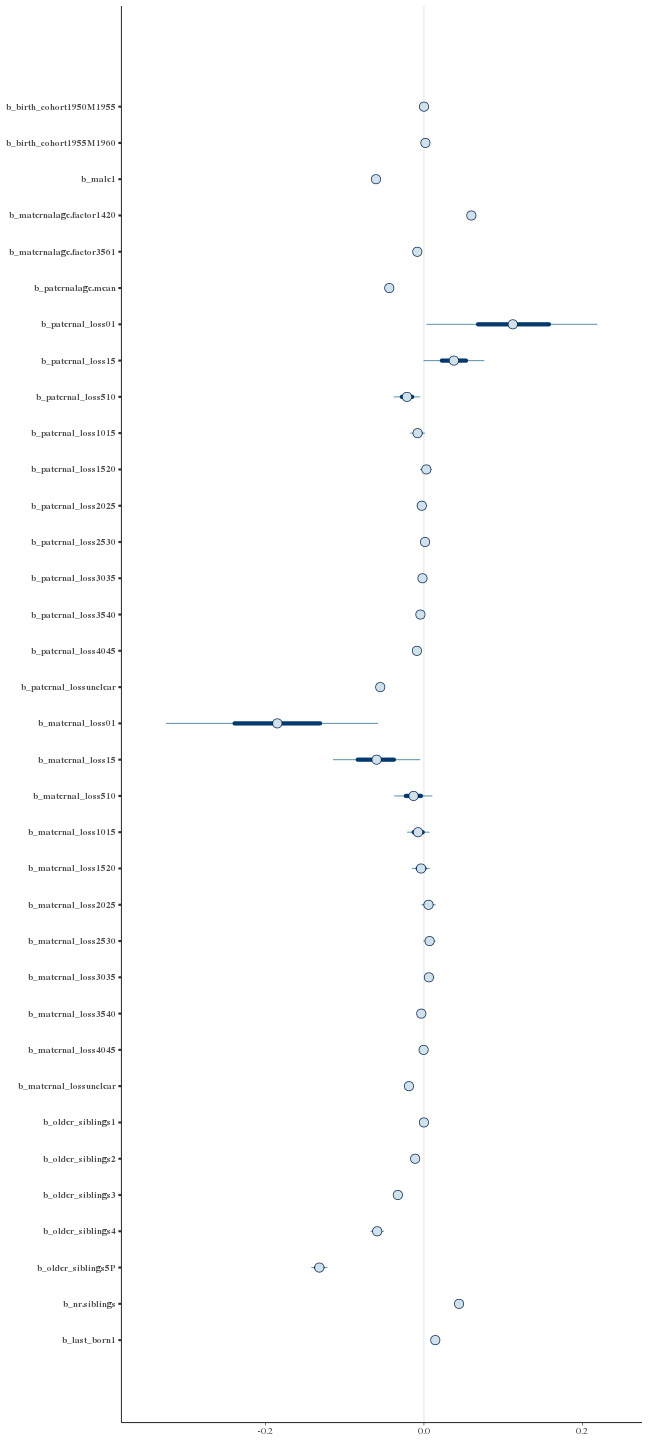 b_birth_cohort1950M1955
b_birth_cohort1955M1960
b_male1
b_maternalage.factor1420
b_maternalage.factor3561
b_paternalage.mean
b_paternal_loss01
b_paternal_loss15
b_paternal_loss510
b_paternal_loss1015
b_paternal_loss1520
b_paternal_loss2025
b_paternal_loss2530
b_paternal_loss3035
b_paternal_loss3540
b_paternal_loss4045
b_paternal_lossunclear
b_maternal_loss01
b_maternal_loss15
b_maternal_loss510
b_maternal_loss1015
b_maternal_loss1520
b_maternal_loss2025
b_maternal_loss2530
b_maternal_loss3035
b_maternal_loss3540
b_maternal_loss4045
b_maternal_lossunclear
b_older_siblings1
b_older_siblings2
b_older_siblings3
b_older_siblings4
b_older_siblings5P
b_nr.siblings
b_last_born1
-0.2 0.0 0.2